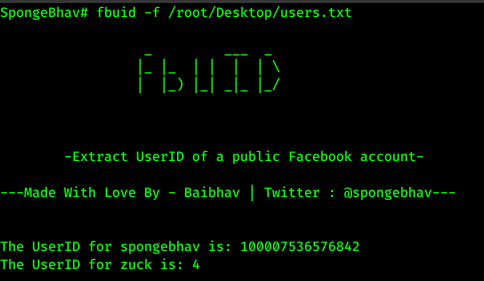 SpongeBhav# fbuid -f /root/Desktop/users.txt
FbUID
-Extract UserID of a public Facebook account-
---Made With Love By - Baibhav | Twitter : @spongebhav---
The UserID for spongebhav is: 100007536576842
The UserID for zuck is: 4